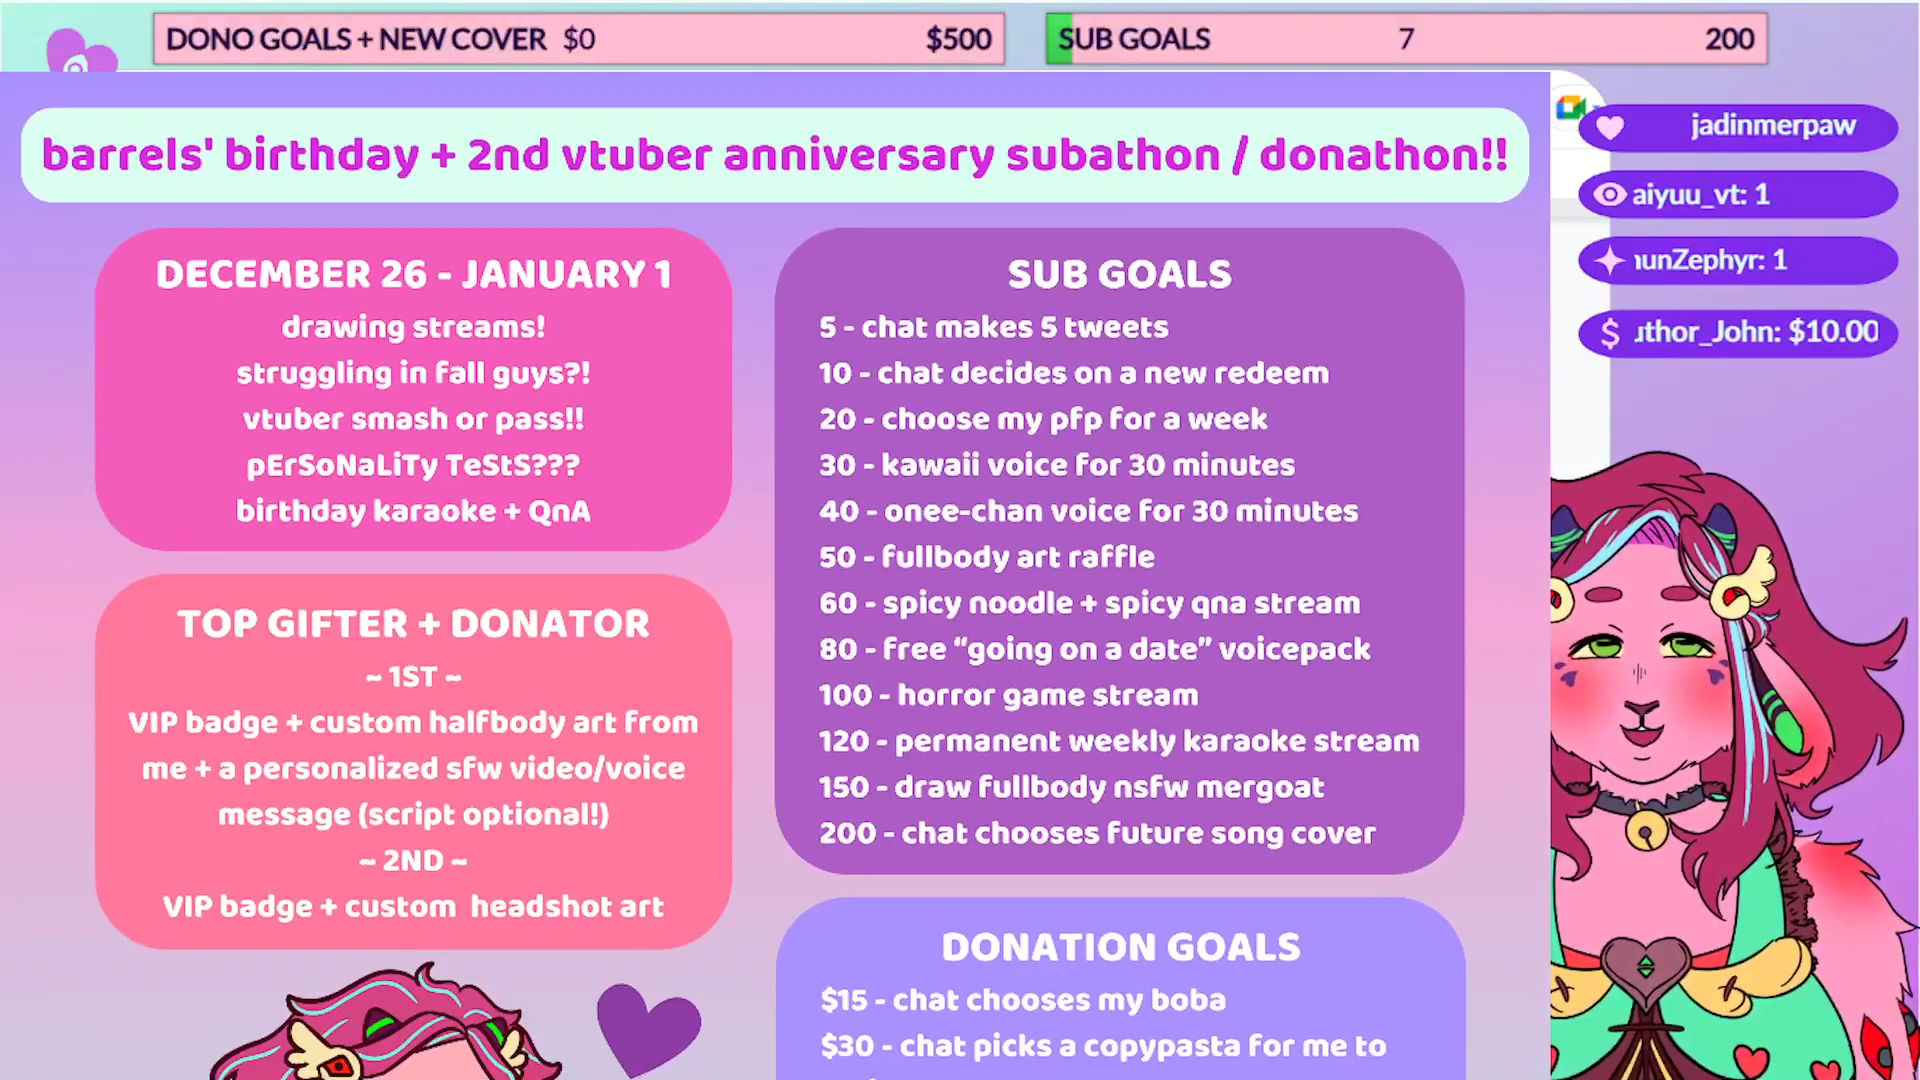 DONO GOALS + NEW COVER $0 $500
SUB GOALS 7 200
barrels' birthday + 2nd vtuber anniversary subathon / donathon!!
DECEMBER 26 - JANUARY 1
drawing streams!
struggling in fall guys?!
vtuber smash or pass!!
pErSoNaLiTy TeStS???
birthday karaoke + QnA
TOP GIFTER + DONATOR
~ 1ST ~
VIP badge + custom halfbody art from
me + a personalized sfw video/voice
message (script optional!)
~ 2ND ~
VIP badge + custom headshot art
SUB GOALS
5 - chat makes 5 tweets
10 - chat decides on a new redeem
20 - choose my pfp for a week
30 - kawaii voice for 30 minutes
40 - onee-chan voice for 30 minutes
50 - fullbody art raffle
60 - spicy noodle + spicy qna stream
80 - free “going on a date” voicepack
100 - horror game stream
120 - permanent weekly karaoke stream
150 - draw fullbody nsfw mergoat
200 - chat chooses future song cover
DONATION GOALS
$15 - chat chooses my boba
$30 - chat picks a copypasta for me to
jadinmerpaw
aiyuu_vt: 1
unZephyr: 1
thor_John: $10.00